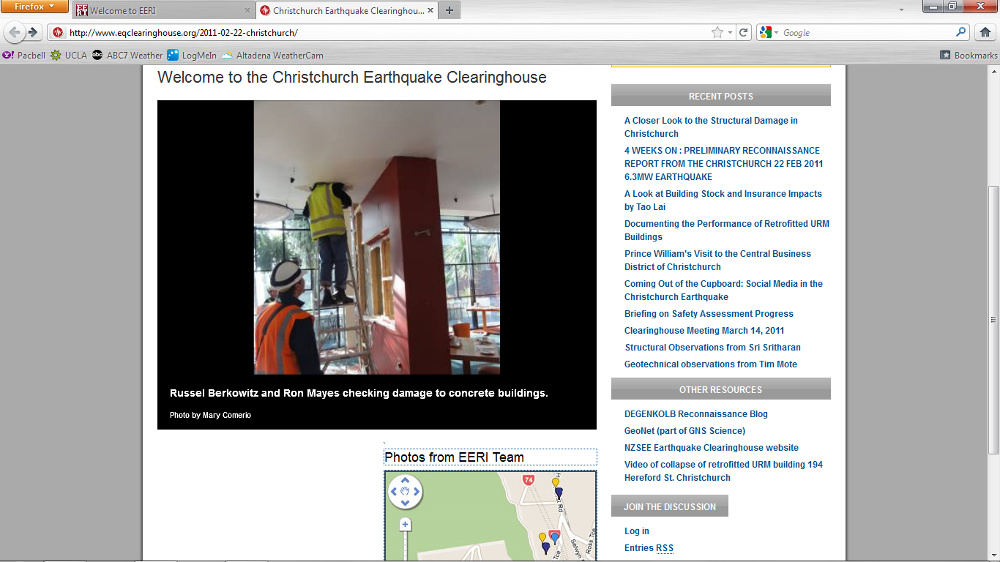 Firefox
Welcome to EERI
Christchurch Earthquake Clearinghou...
http://www.eqclearinghouse.org/2011-02-22-christchurch/
Google
Pacbell
UCLA
abc
ABC7 Weather
LogMeIn
Altadena WeatherCam
Bookmarks
Welcome to the Christchurch Earthquake Clearinghouse
Russel Berkowitz and Ron Mayes checking damage to concrete buildings.
Photo by Mary Comerio
Photos from EERI Team
74
Selwyn
Ross Tce
RECENT POSTS
A Closer Look to the Structural Damage in
Christchurch
4 WEEKS ON : PRELIMINARY RECONNAISSANCE
REPORT FROM THE CHRISTCHURCH 22 FEB 2011
6.3MW EARTHQUAKE
A Look at Building Stock and Insurance Impacts
by Tao Lai
Documenting the Performance of Retrofitted URM
Buildings
Prince William's Visit to the Central Business
District of Christchurch
Coming Out of the Cupboard: Social Media in the
Christchurch Earthquake
Briefing on Safety Assessment Progress
Clearinghouse Meeting March 14, 2011
Structural Observations from Sri Sritharan
Geotechnical observations from Tim Mote
OTHER RESOURCES
DEGENKOLB Reconnaissance Blog
GeoNet (part of GNS Science)
NZSEE Earthquake Clearinghouse website
Video of collapse of retrofitted URM building 194
Hereford St. Christchurch
JOIN THE DISCUSSION
Log in
Entries RSS